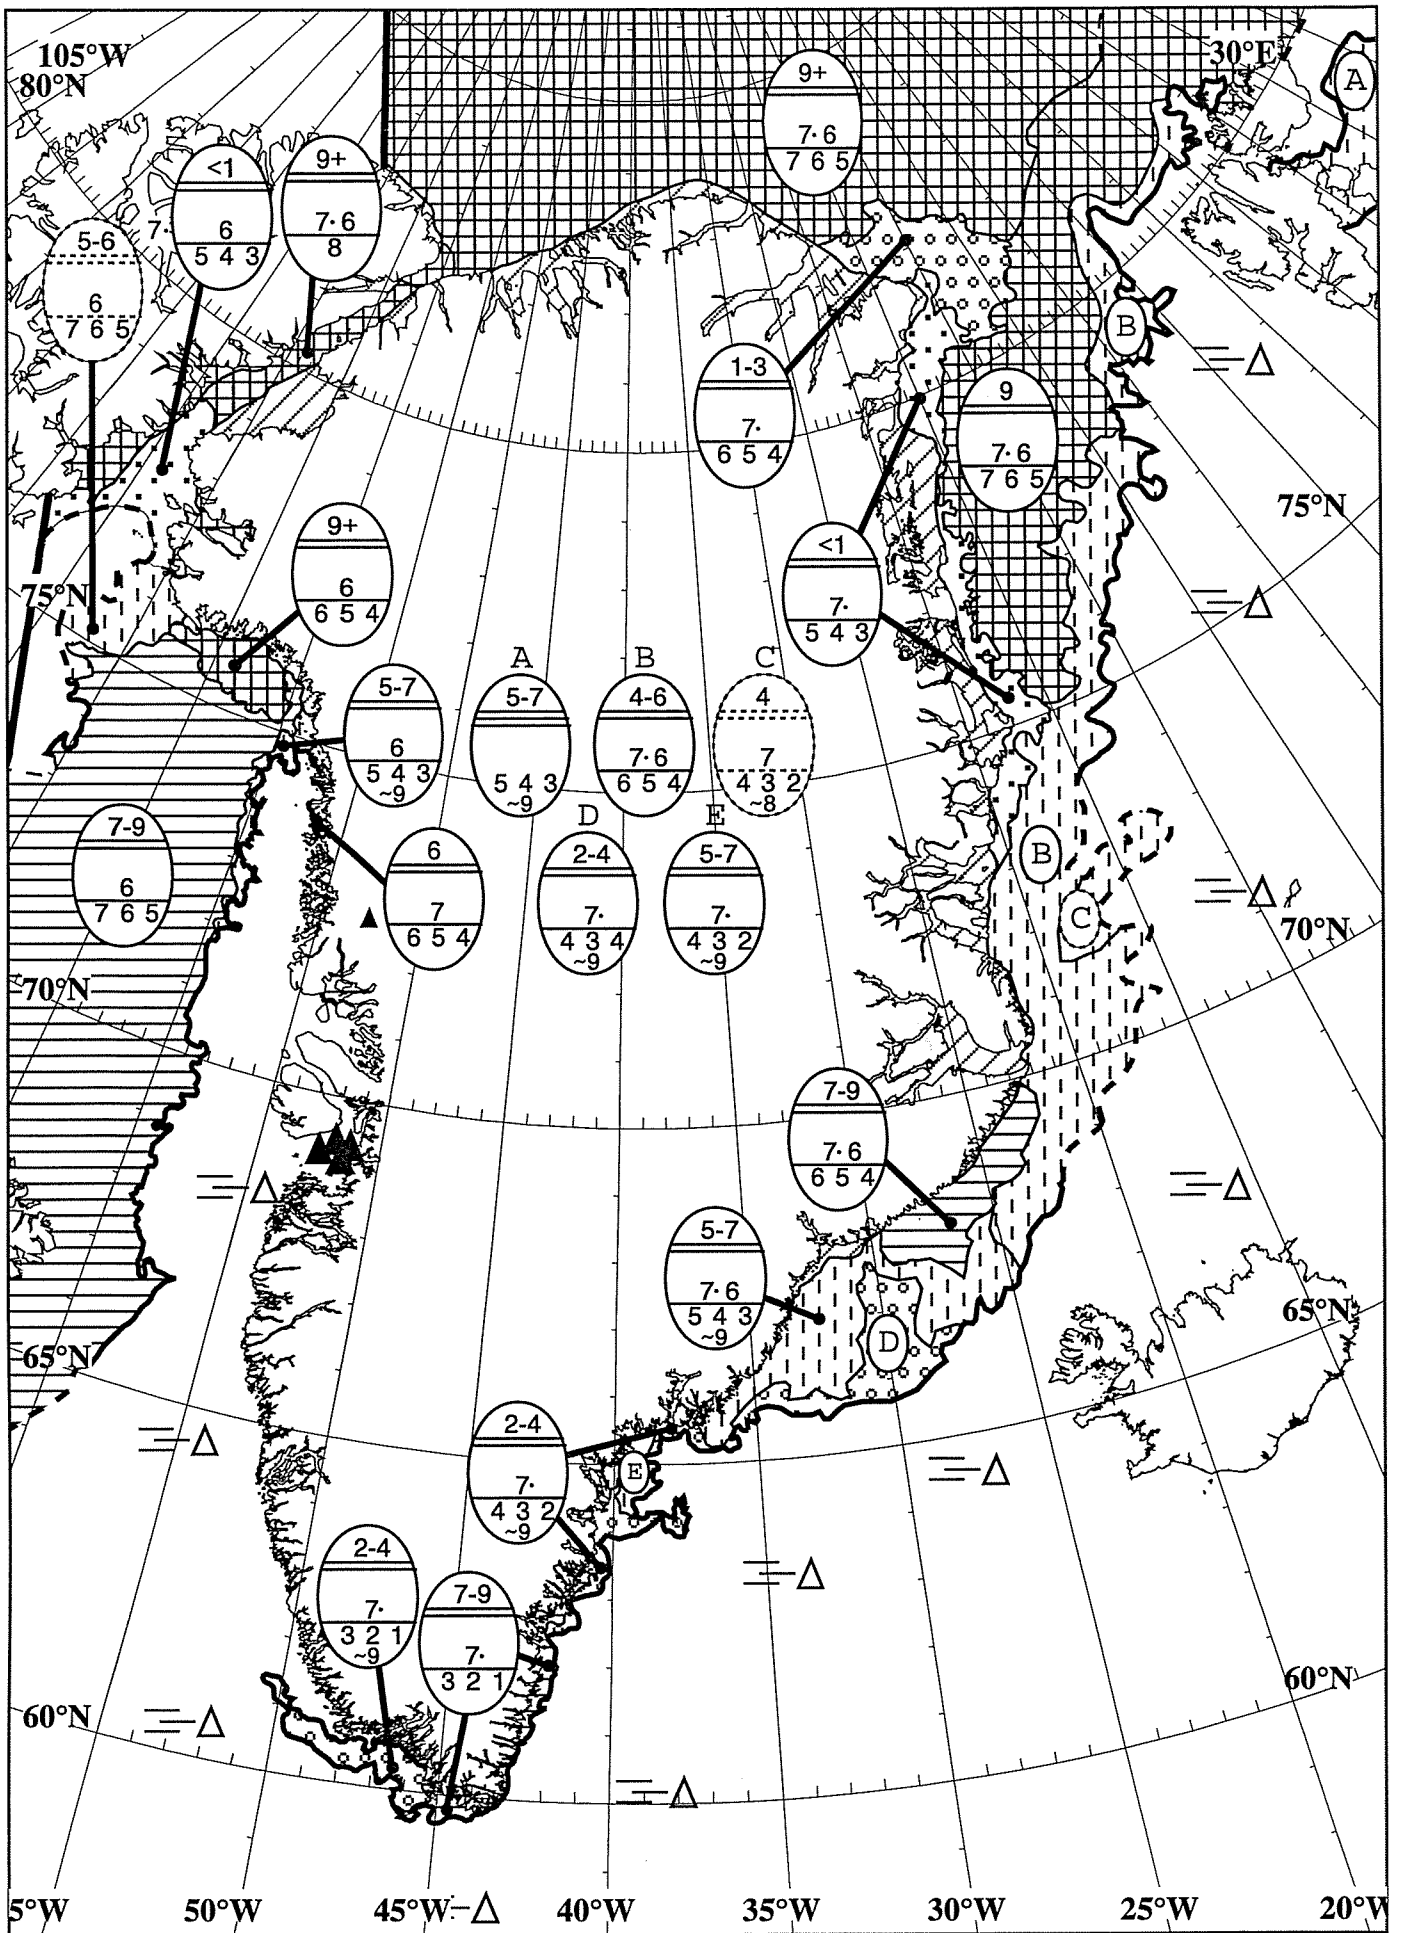 105°W
80°N
30°E
A
9+
7· 6
7 6 5
<1
6
5 4 3
9+
7· 6
8
7·
5-6
6
7 6 5
B
1-3
7·
6 5 4
9
7· 6
7 6 5
75°N
9+
6
6 5 4
<1
7·
5 4 3
75°N
A
B
C
5-7
6
5 4 3
~9
5-7
5 4 3
~9
4-6
7· 6
6 5 4
4
7
4 3 2
~8
7-9
6
7 6 5
D
E
6
7
6 5 4
2-4
7·
4 3 4
~9
5-7
7·
4 3 2
~9
B
C
70°N
70°N
7-9
7· 6
6 5 4
5-7
7· 6
5 4 3
~9
D
65°N
65°N
2-4
7·
4 3 2
~9
E
2-4
7·
3 2 1
~9
7-9
7·
3 2 1
60°N
60°N
5°W
50°W
45°W
40°W
35°W
30°W
25°W
20°W